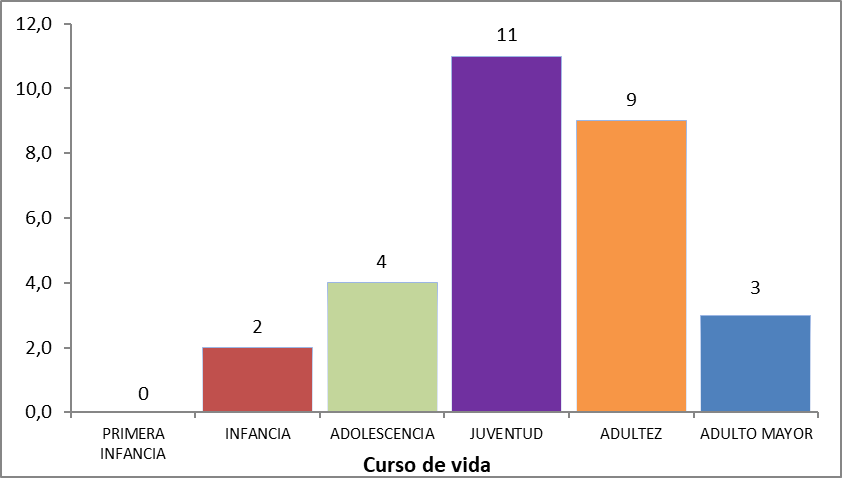 12,0
10,0
8,0
6,0
4,0
2,0
0,0
0
2
4
11
9
3
PRIMERA
INFANCIA
INFANCIA
ADOLESCENCIA
JUVENTUD
ADULTEZ
ADULTO MAYOR
Curso de vida